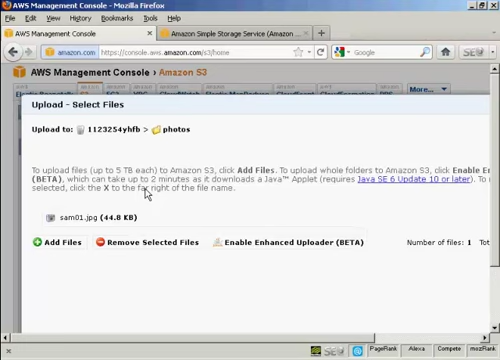 AWS Management Console - Mozilla Firefox
File Edit View History Bookmarks Tools Help
AWS Management Console Amazon Simple Storage Service (Amazon ...
amazon.com https://console.aws.amazon.com/s3/home Google
AWS Management Console > Amazon S3
More...
Upload - Select Files
Upload to: 1123254yhfb > photos
To upload files (up to 5 TB each) to Amazon S3, click Add Files. To upload whole folders to Amazon S3, click Enable En
(BETA), which can take up to 2 minutes as it downloads a Java™ Applet (requires Java SE 6 Update 10 or later). To
selected, click the X to the far right of the file name.
sam01.jpg (44.8 KB)
Add Files Remove Selected Files Enable Enhanced Uploader (BETA) Number of files: 1 Tot
PageRank Alexa Compete mozRank